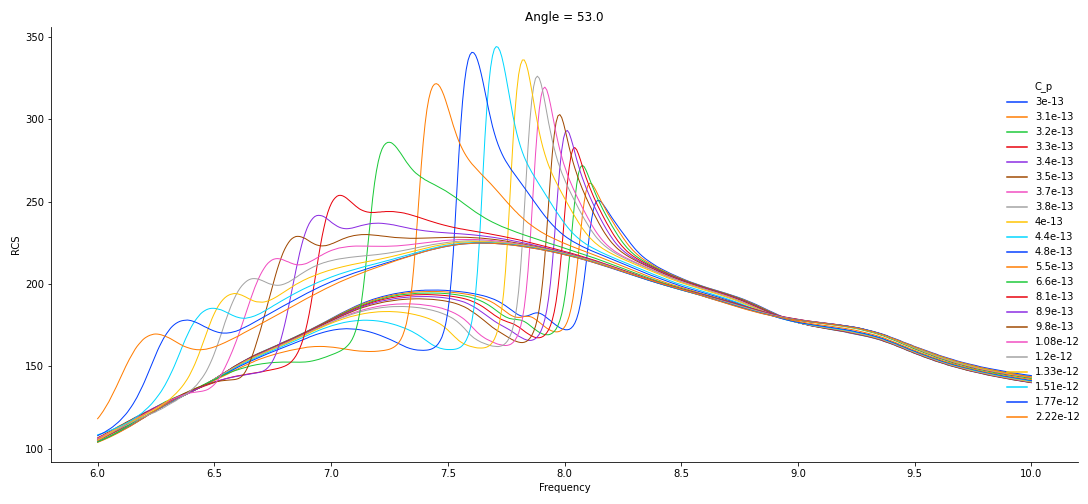 Angle = 53.0
350
300
250
200
150
100
RCS
6.0 6.5 7.0 7.5 8.0 8.5 9.0 9.5 10.0
Frequency
C_p
3e-13
3.1e-13
3.2e-13
3.3e-13
3.4e-13
3.5e-13
3.7e-13
3.8e-13
4e-13
4.4e-13
4.8e-13
5.5e-13
6.6e-13
8.1e-13
8.9e-13
9.8e-13
1.08e-12
1.2e-12
1.33e-12
1.51e-12
1.77e-12
2.22e-12